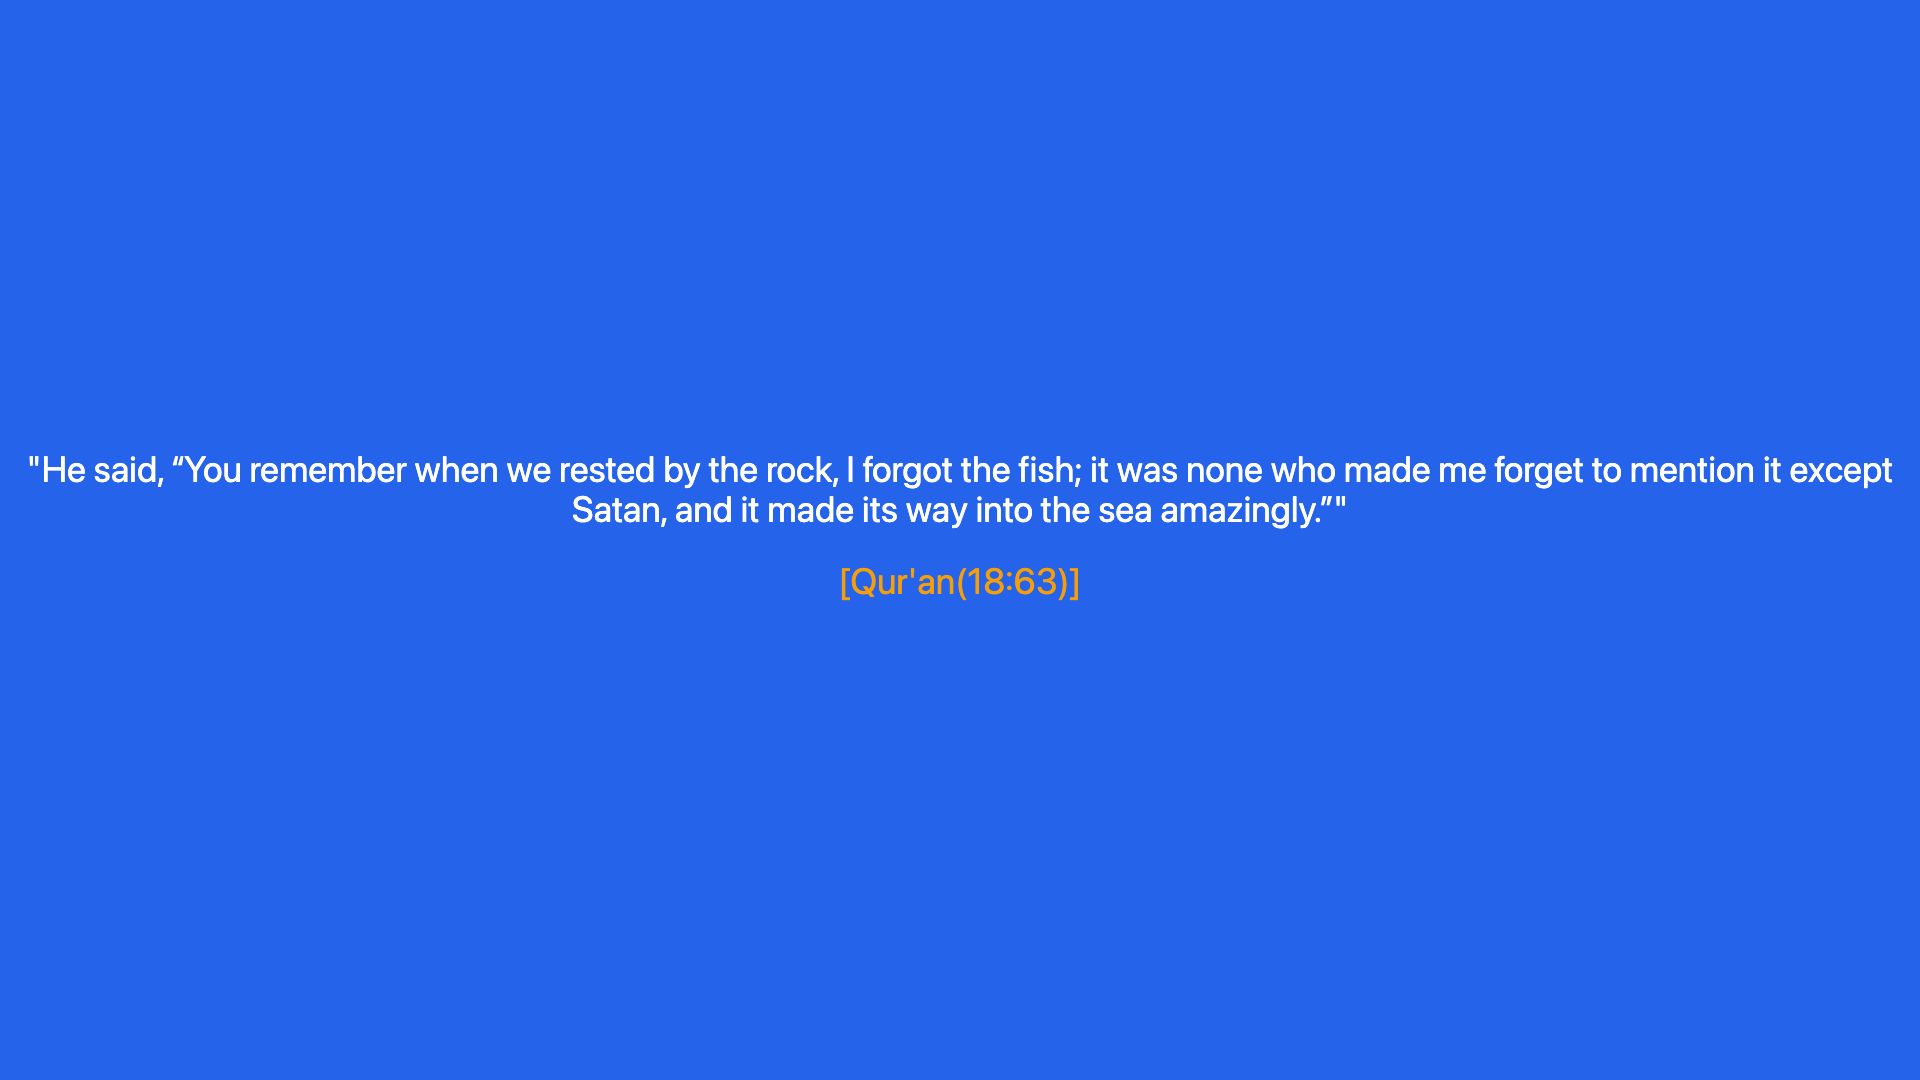 "He said, “You remember when we rested by the rock, I forgot the fish; it was none who made me forget to mention it except
Satan, and it made its way into the sea amazingly.”"
[Qur'an(18:63)]